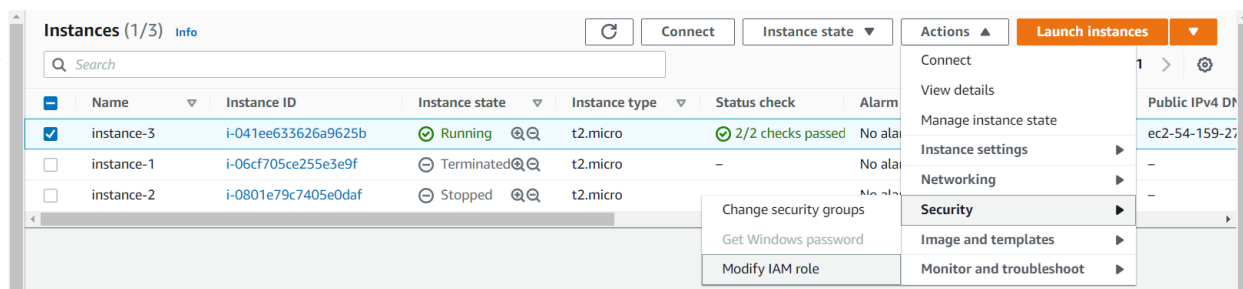 Instances (1/3) Info Connect Instance state Actions Launch instances
Search 1
Connect
View details
Manage instance state
Instance settings
Networking
Security
Image and templates
Monitor and troubleshoot
Name Instance ID Instance state Instance type Status check Alarm Public IPv4 DN
instance-3 i-041ee633626a9625b Running t2.micro 2/2 checks passed No alar ec2-54-159-27
instance-1 i-06cf705ce255e3e9f Terminated t2.micro – No alar –
instance-2 i-0801e79c7405e0daf Stopped t2.micro –
Change security groups
Get Windows password
Modify IAM role